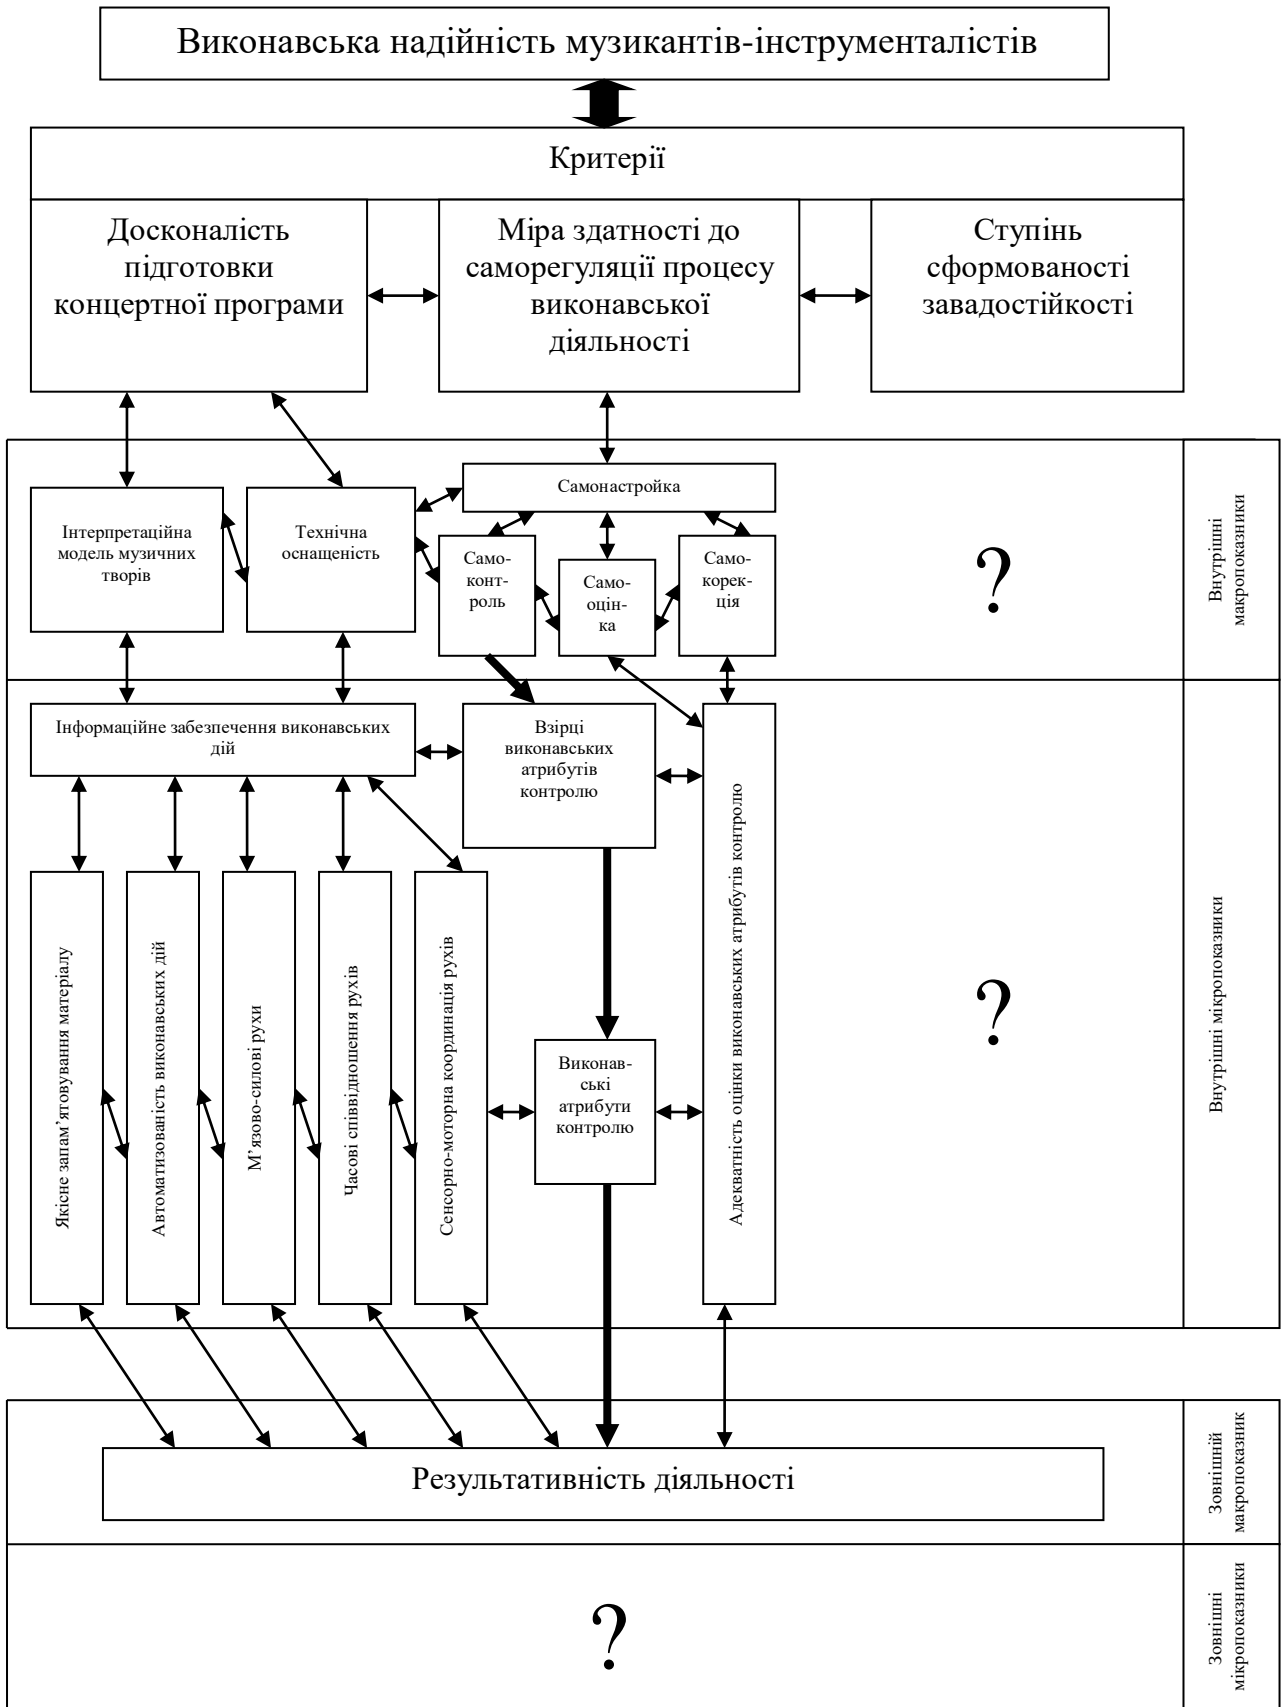 Виконавська надійність музикантів-інструменталістів
Критерії
Досконалість
підготовки
концертної програми
Міра здатності до
саморегуляції процесу
виконавської
діяльності
Ступінь
сформованості
завадостійкості
Самонастройка
Інтерпретаційна
модель музичних
творів
Технічна
оснащеність
Само-
конт-
роль
Само-
оцін-
ка
Само-
корек-
ція
?
Внутрішні
макропоказники
Інформаційне забезпечення виконавських
дій
Взірці
виконавських
атрибутів
контролю
Якісне запам’ятовування матеріалу
Автоматизованість виконавських дій
М’язово-силові рухи
Часові співвідношення рухів
Сенсорно-моторна координація рухів
Виконав-
ські
атрибути
контролю
Адекватність оцінки виконавських атрибутів контролю
?
Внутрішні мікропоказники
Результативність діяльності
Зовнішній
макропоказник
?
Зовнішні
мікропоказники